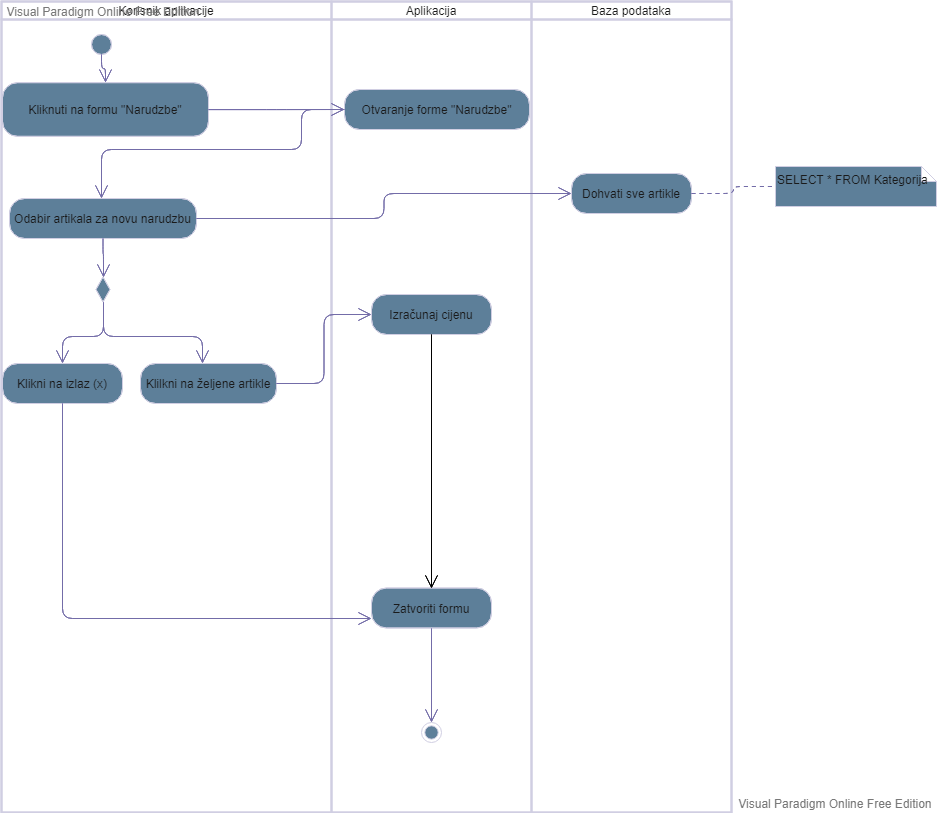 Visual Paradigm Online Free Edition
Korisnik aplikacije
Aplikacija
Baza podataka
Kliknuti na formu "Narudzbe"
Otvaranje forme "Narudzbe"
SELECT * FROM Kategorija
Dohvati sve artikle
Odabir artikala za novu narudzbu
Izračunaj cijenu
Klikni na izlaz (x)
Klilkni na željene artikle
Zatvoriti formu
Visual Paradigm Online Free Edition